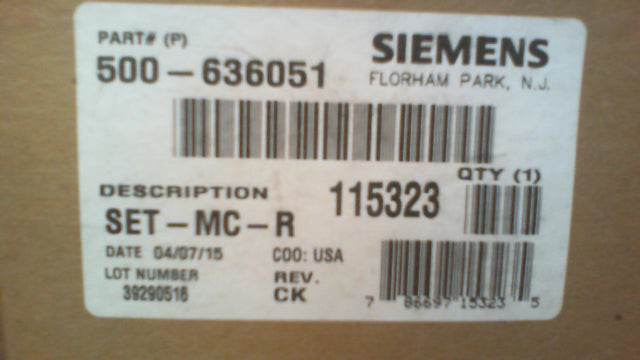 PART# (P)
SIEMENS
500-636051
FLORHAM PARK, N.J.
QTY (1)
DESCRIPTION
115323
SET-MC-R
DATE 04/07/15
COO: USA
LOT NUMBER
REV.
39290516
CK
7 86697 15323 5